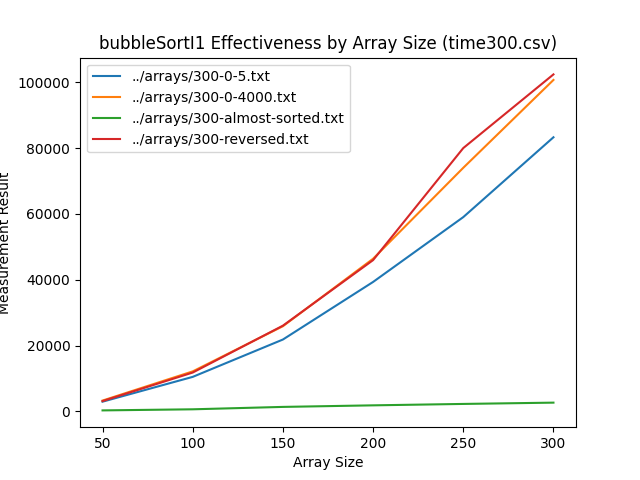 bubbleSortI1 Effectiveness by Array Size (time300.csv)
../arrays/300-0-5.txt
../arrays/300-0-4000.txt
../arrays/300-almost-sorted.txt
../arrays/300-reversed.txt
Measurement Result
100000
80000
60000
40000
20000
0
50 100 150 200 250 300
Array Size